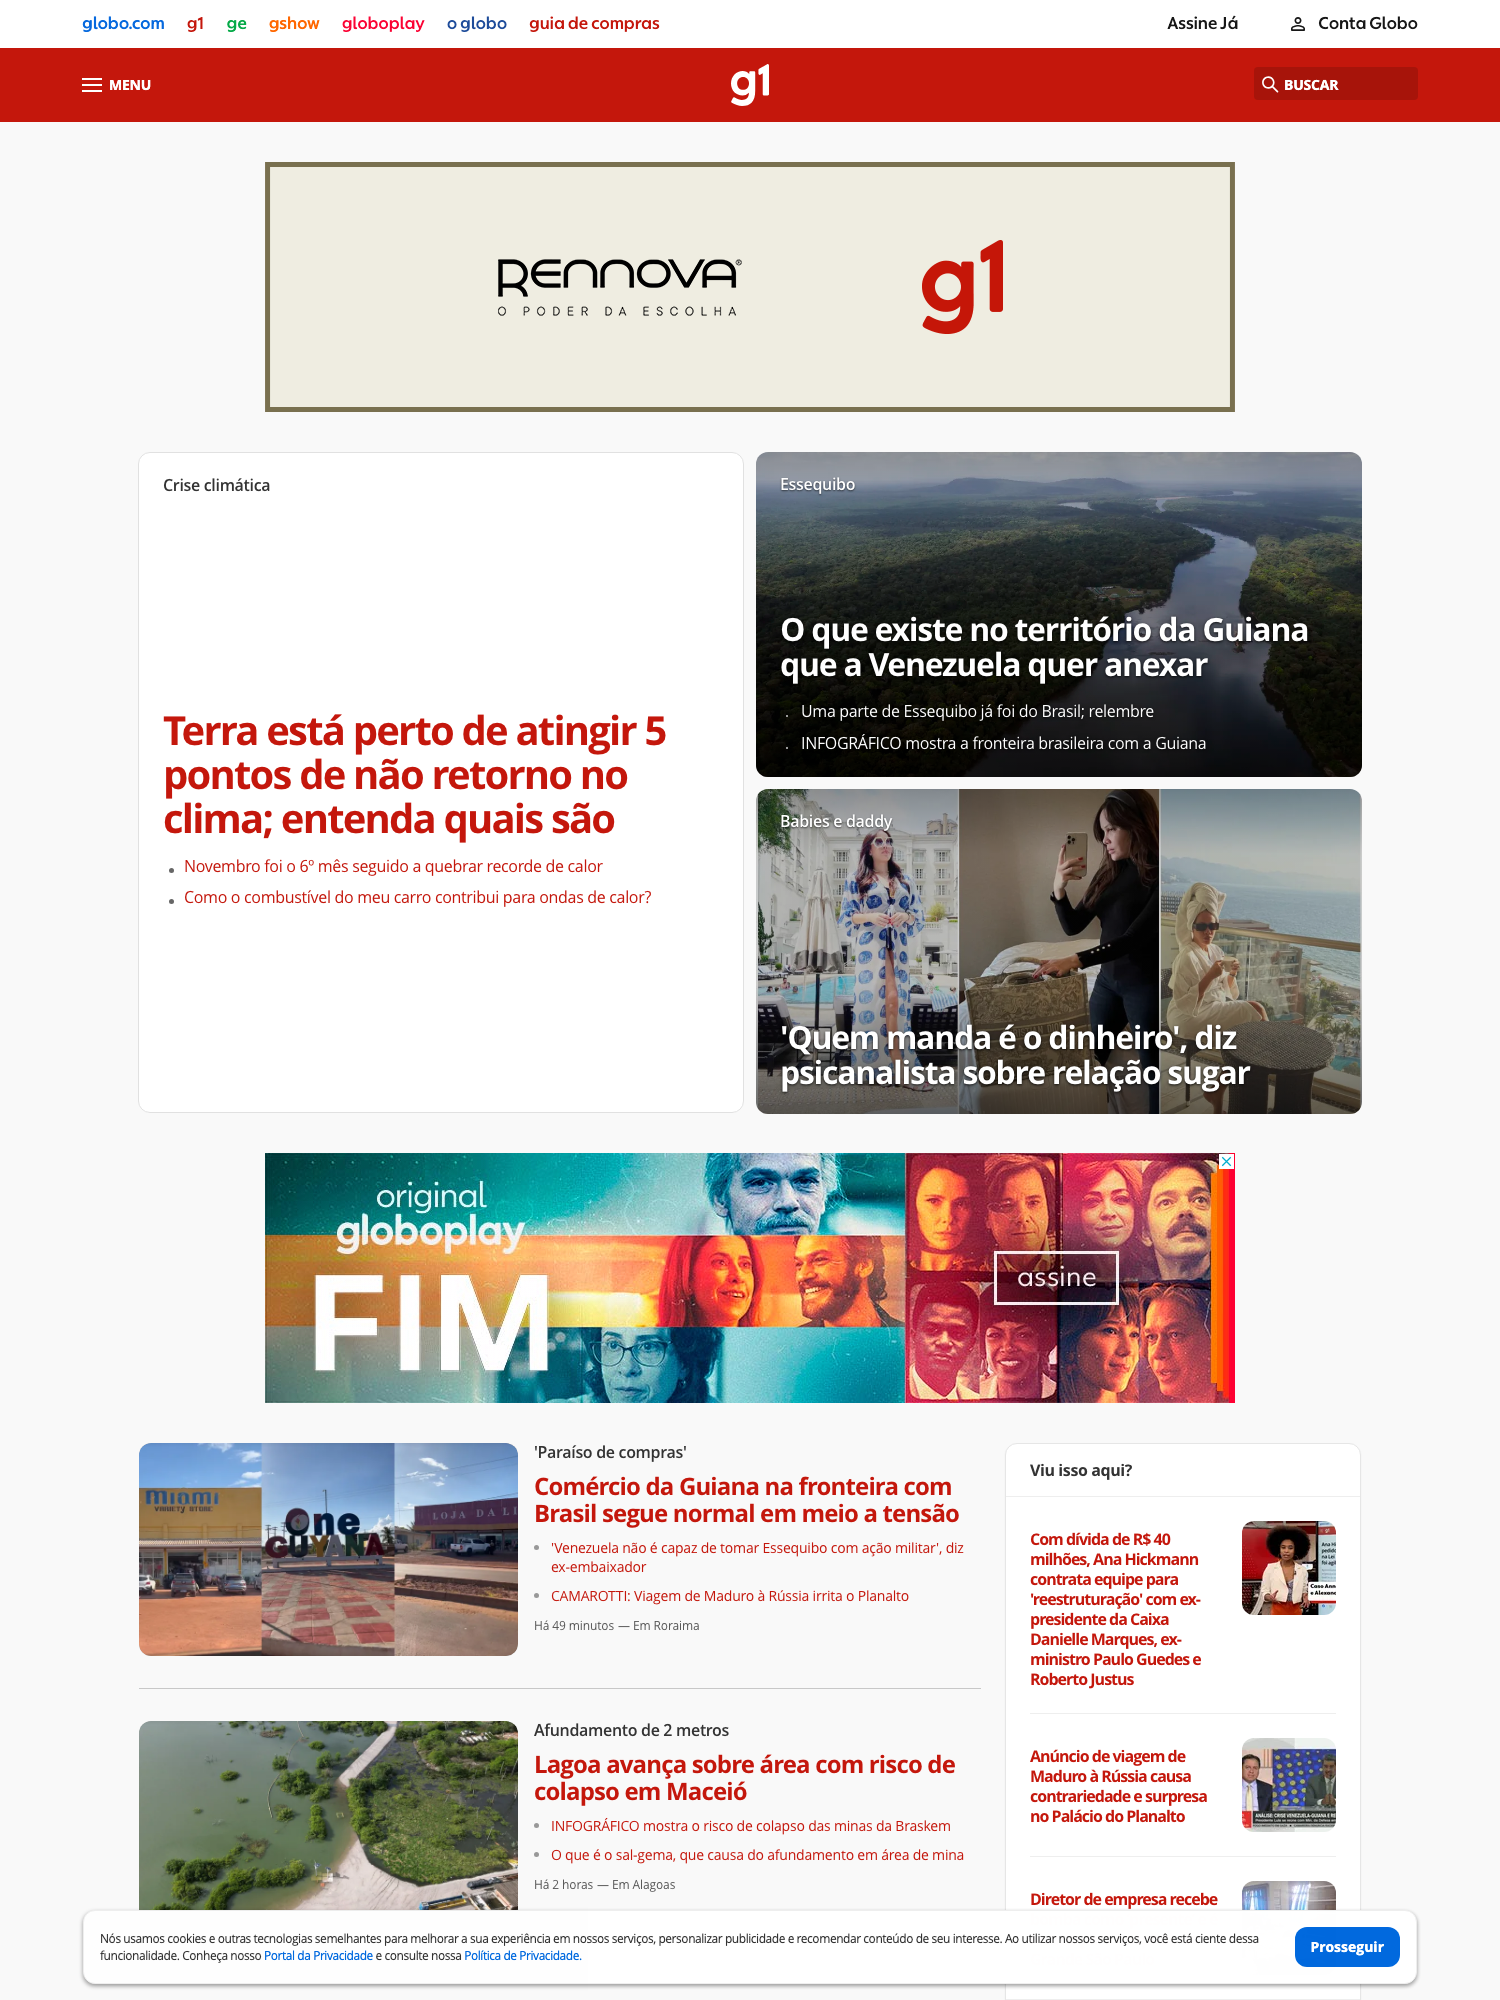 globo.com g1 ge gshow globoplay o globo guia de compras Assine Já Conta Globo
MENU g1 BUSCAR
RENNOVA®
O PODER DA ESCOLHA
g1
Crise climática
Terra está perto de atingir 5
pontos de não retorno no
clima; entenda quais são
Novembro foi o 6º mês seguido a quebrar recorde de calor
Como o combustível do meu carro contribui para ondas de calor?
Essequibo
O que existe no território da Guiana
que a Venezuela quer anexar
Uma parte de Essequibo já foi do Brasil; relembre
INFOGRÁFICO mostra a fronteira brasileira com a Guiana
Babies e daddy
'Quem manda é o dinheiro', diz
psicanalista sobre relação sugar
original
globoplay
FIM
assine
Miami
VARIETY STORE
One
GUYANA
LOJA DA LI
'Paraíso de compras'
Comércio da Guiana na fronteira com
Brasil segue normal em meio a tensão
'Venezuela não é capaz de tomar Essequibo com ação militar', diz
ex-embaixador
CAMAROTTI: Viagem de Maduro à Rússia irrita o Planalto
Há 49 minutos — Em Roraima
Afundamento de 2 metros
Lagoa avança sobre área com risco de
colapso em Maceió
INFOGRÁFICO mostra o risco de colapso das minas da Braskem
O que é o sal-gema, que causa do afundamento em área de mina
Há 2 horas — Em Alagoas
Viu isso aqui?
Com dívida de R$ 40
milhões, Ana Hickmann
contrata equipe para
'reestruturação' com ex-
presidente da Caixa
Danielle Marques, ex-
ministro Paulo Guedes e
Roberto Justus
Anúncio de viagem de
Maduro à Rússia causa
contrariedade e surpresa
no Palácio do Planalto
Diretor de empresa recebe
Nós usamos cookies e outras tecnologias semelhantes para melhorar a sua experiência em nossos serviços, personalizar publicidade e recomendar conteúdo de seu interesse. Ao utilizar nossos serviços, você está ciente dessa
funcionalidade. Conheça nosso Portal da Privacidade e consulte nossa Política de Privacidade.
Prosseguir